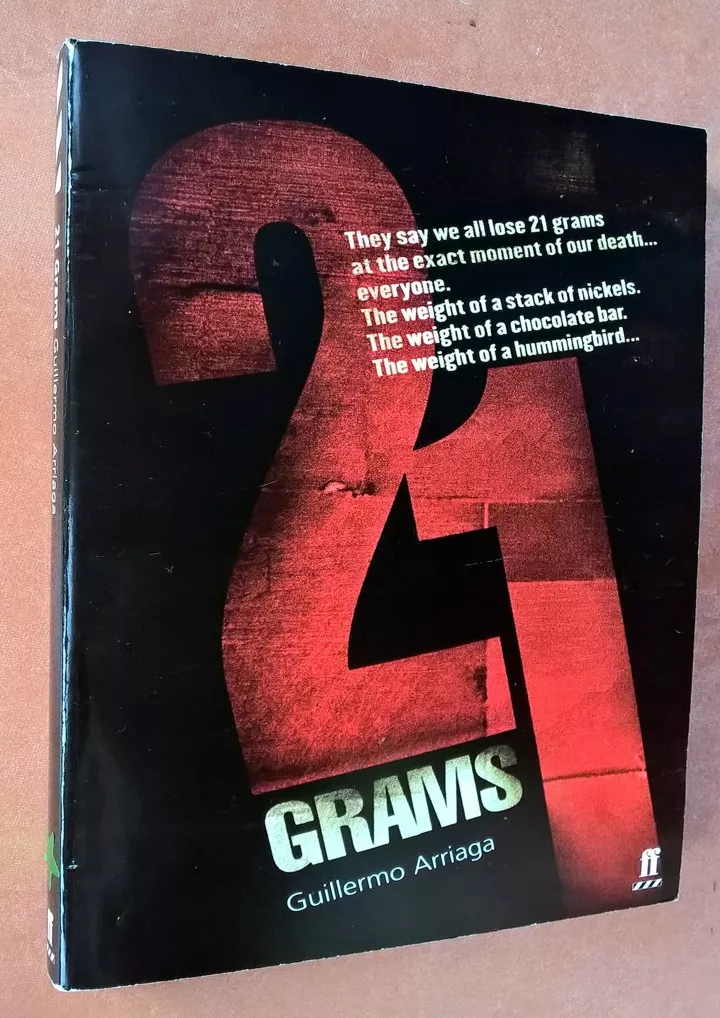 21
They say we all lose 21 grams
at the exact moment of our death...
everyone.
The weight of a stack of nickels.
The weight of a chocolate bar.
The weight of a hummingbird...
GRAMS
Guillermo Arriaga
ff
21 Grams Guillermo Arriaga
ff